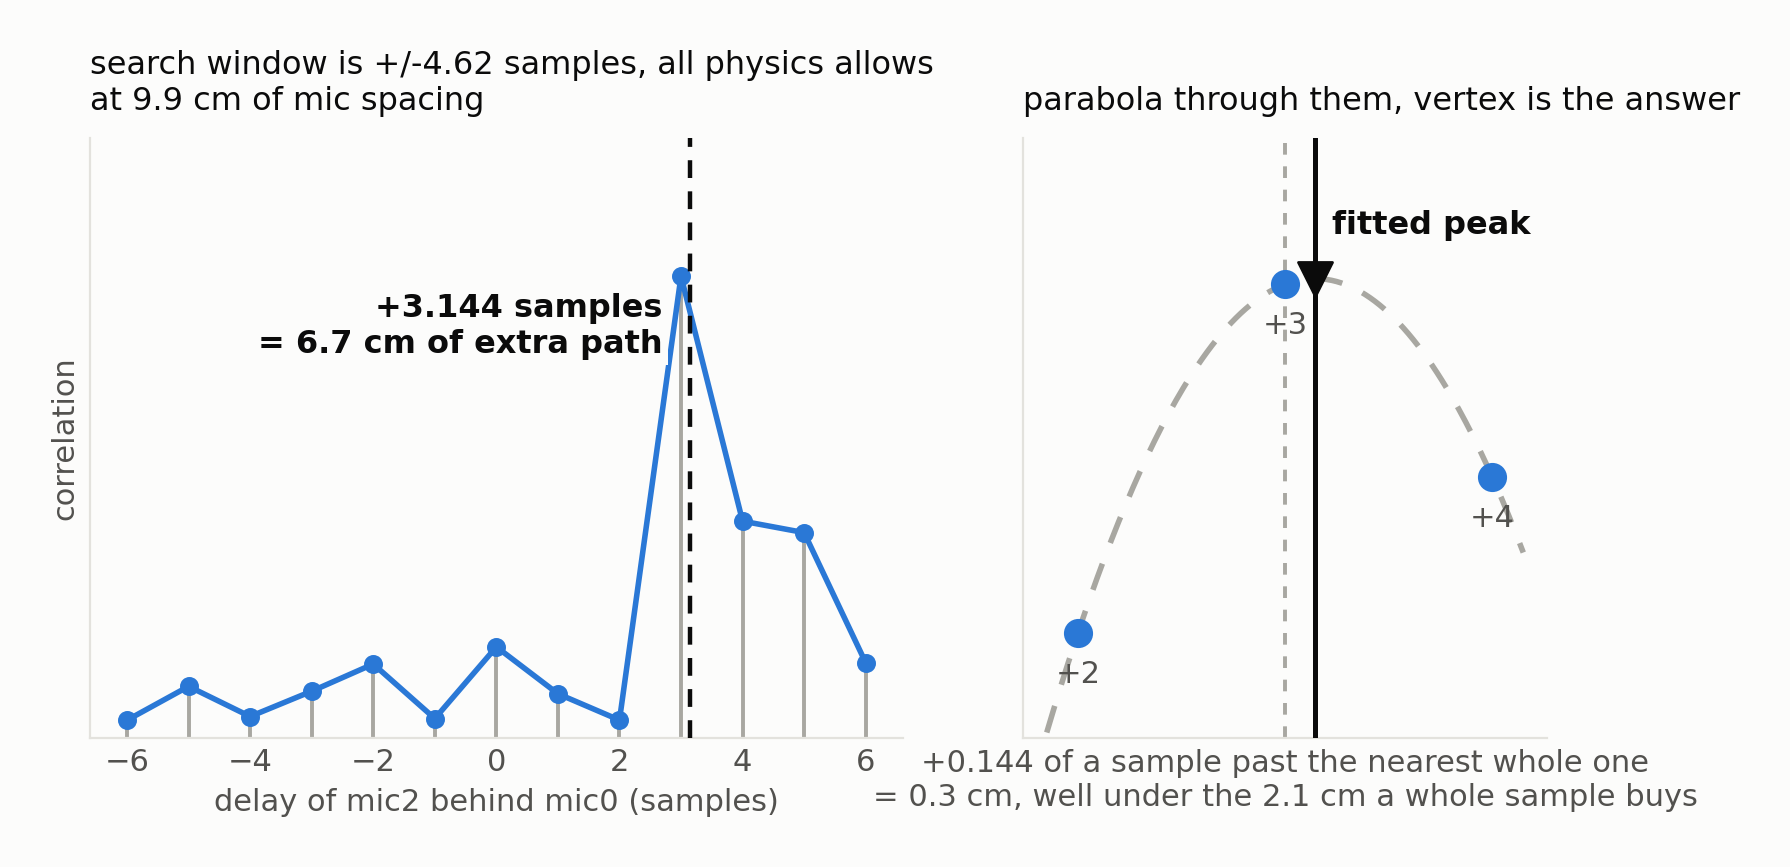 search window is +/-4.62 samples, all physics allows
at 9.9 cm of mic spacing
+3.144 samples
= 6.7 cm of extra path
correlation
−6 −4 −2 0 2 4 6
delay of mic2 behind mic0 (samples)
parabola through them, vertex is the answer
fitted peak
+3
+4
+2
+0.144 of a sample past the nearest whole one
= 0.3 cm, well under the 2.1 cm a whole sample buys